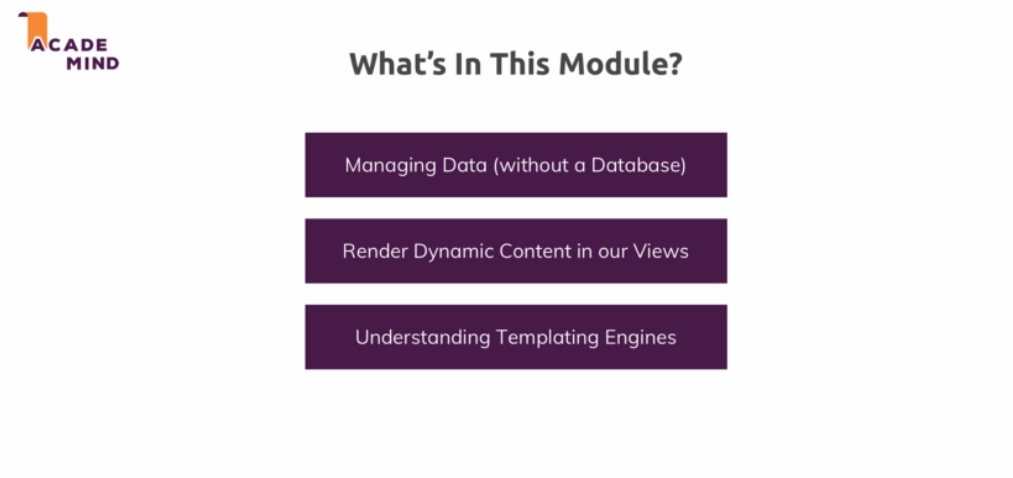 ACADE
MIND
What's In This Module?
Managing Data (without a Database)
Render Dynamic Content in our Views
Understanding Templating Engines